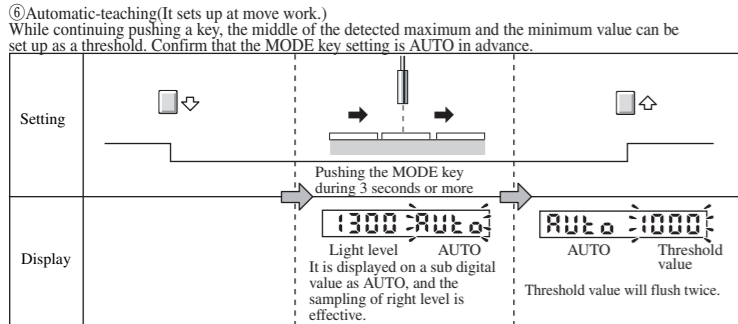 ⑥Automatic-teaching(It sets up at move work.)
While continuing pushing a key, the middle of the detected maximum and the minimum value can be
set up as a threshold. Confirm that the MODE key setting is AUTO in advance.
Setting
Pushing the MODE key
during 3 seconds or more
Display
1300 AUto
Light level AUTO
It is displayed on a sub digital
value as AUTO, and the
sampling of right level is
effective.
AUto 1000
AUTO Threshold
value
Threshold value will flush twice.